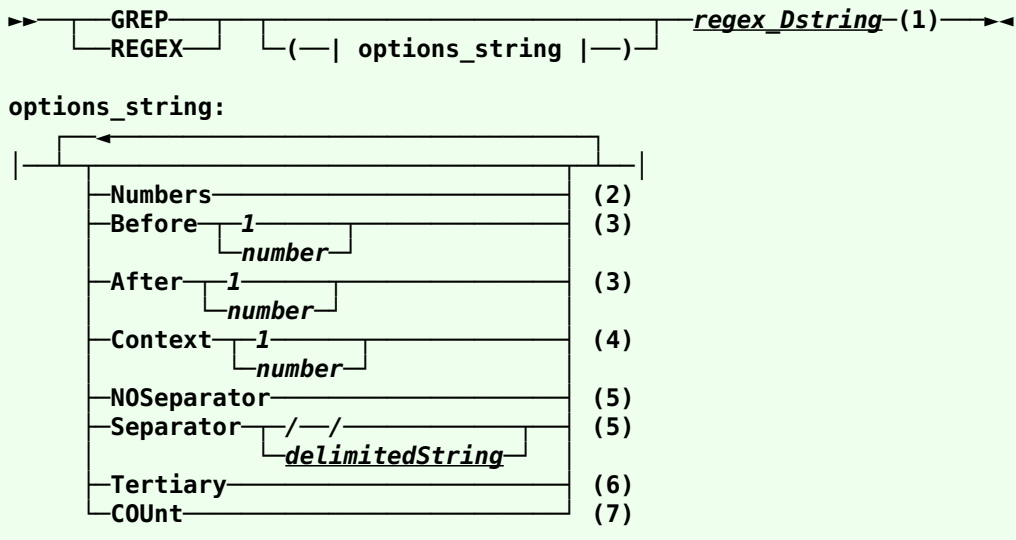 ►►──┬──GREP───┬──┬──────────────────────────┬──regex_Dstring─(1)───►◄
    └──REGEX──┘  └─(──┤ options_string ├──)─┘
options_string:
   ┌──◄─────────────────────────────────┐
├──┴─┬────────────────────────────────┬─┴──┤
     ├─Numbers────────────────────────┤ (2)
     ├─Before──┬─1──────┬─────────────┤ (3)
     │         └─number─┘             │
     ├─After──┬─1──────┬──────────────┤ (3)
     │        └─number─┘              │
     ├─Context──┬─1──────┬────────────┤ (4)
     │          └─number─┘            │
     ├─NOSeparator────────────────────┤ (5)
     ├─Separator──┬─/──/────────────┬─┤ (5)
     │            └─delimitedString─┘ │
     ├─Tertiary───────────────────────┤ (6)
     └─COUnt──────────────────────────┘ (7)